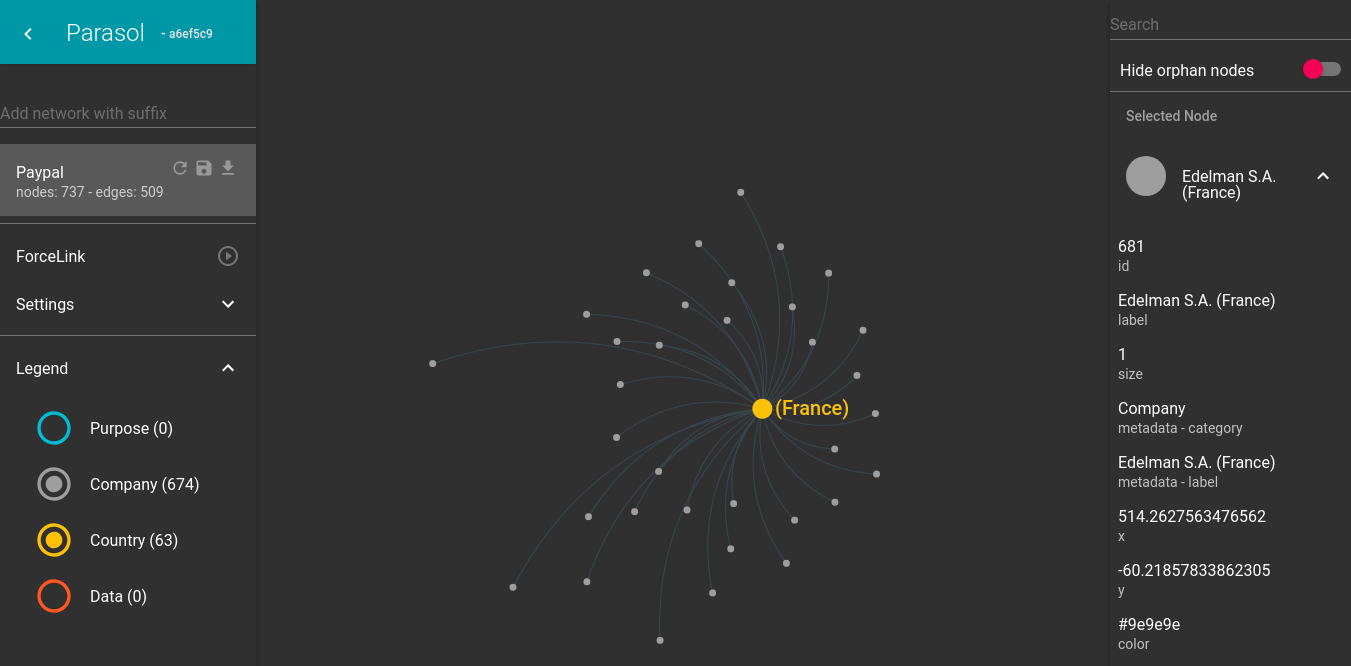 Parasol - a6ef5c9
Add network with suffix
Paypal
nodes: 737 - edges: 509
ForceLink
Settings
Legend
Purpose (0)
Company (674)
Country (63)
Data (0)
(France)
Search
Hide orphan nodes
Selected Node
Edelman S.A.
(France)
681
id
Edelman S.A. (France)
label
1
size
Company
metadata - category
Edelman S.A. (France)
metadata - label
514.2627563476562
x
-60.21857833862305
y
#9e9e9e
color